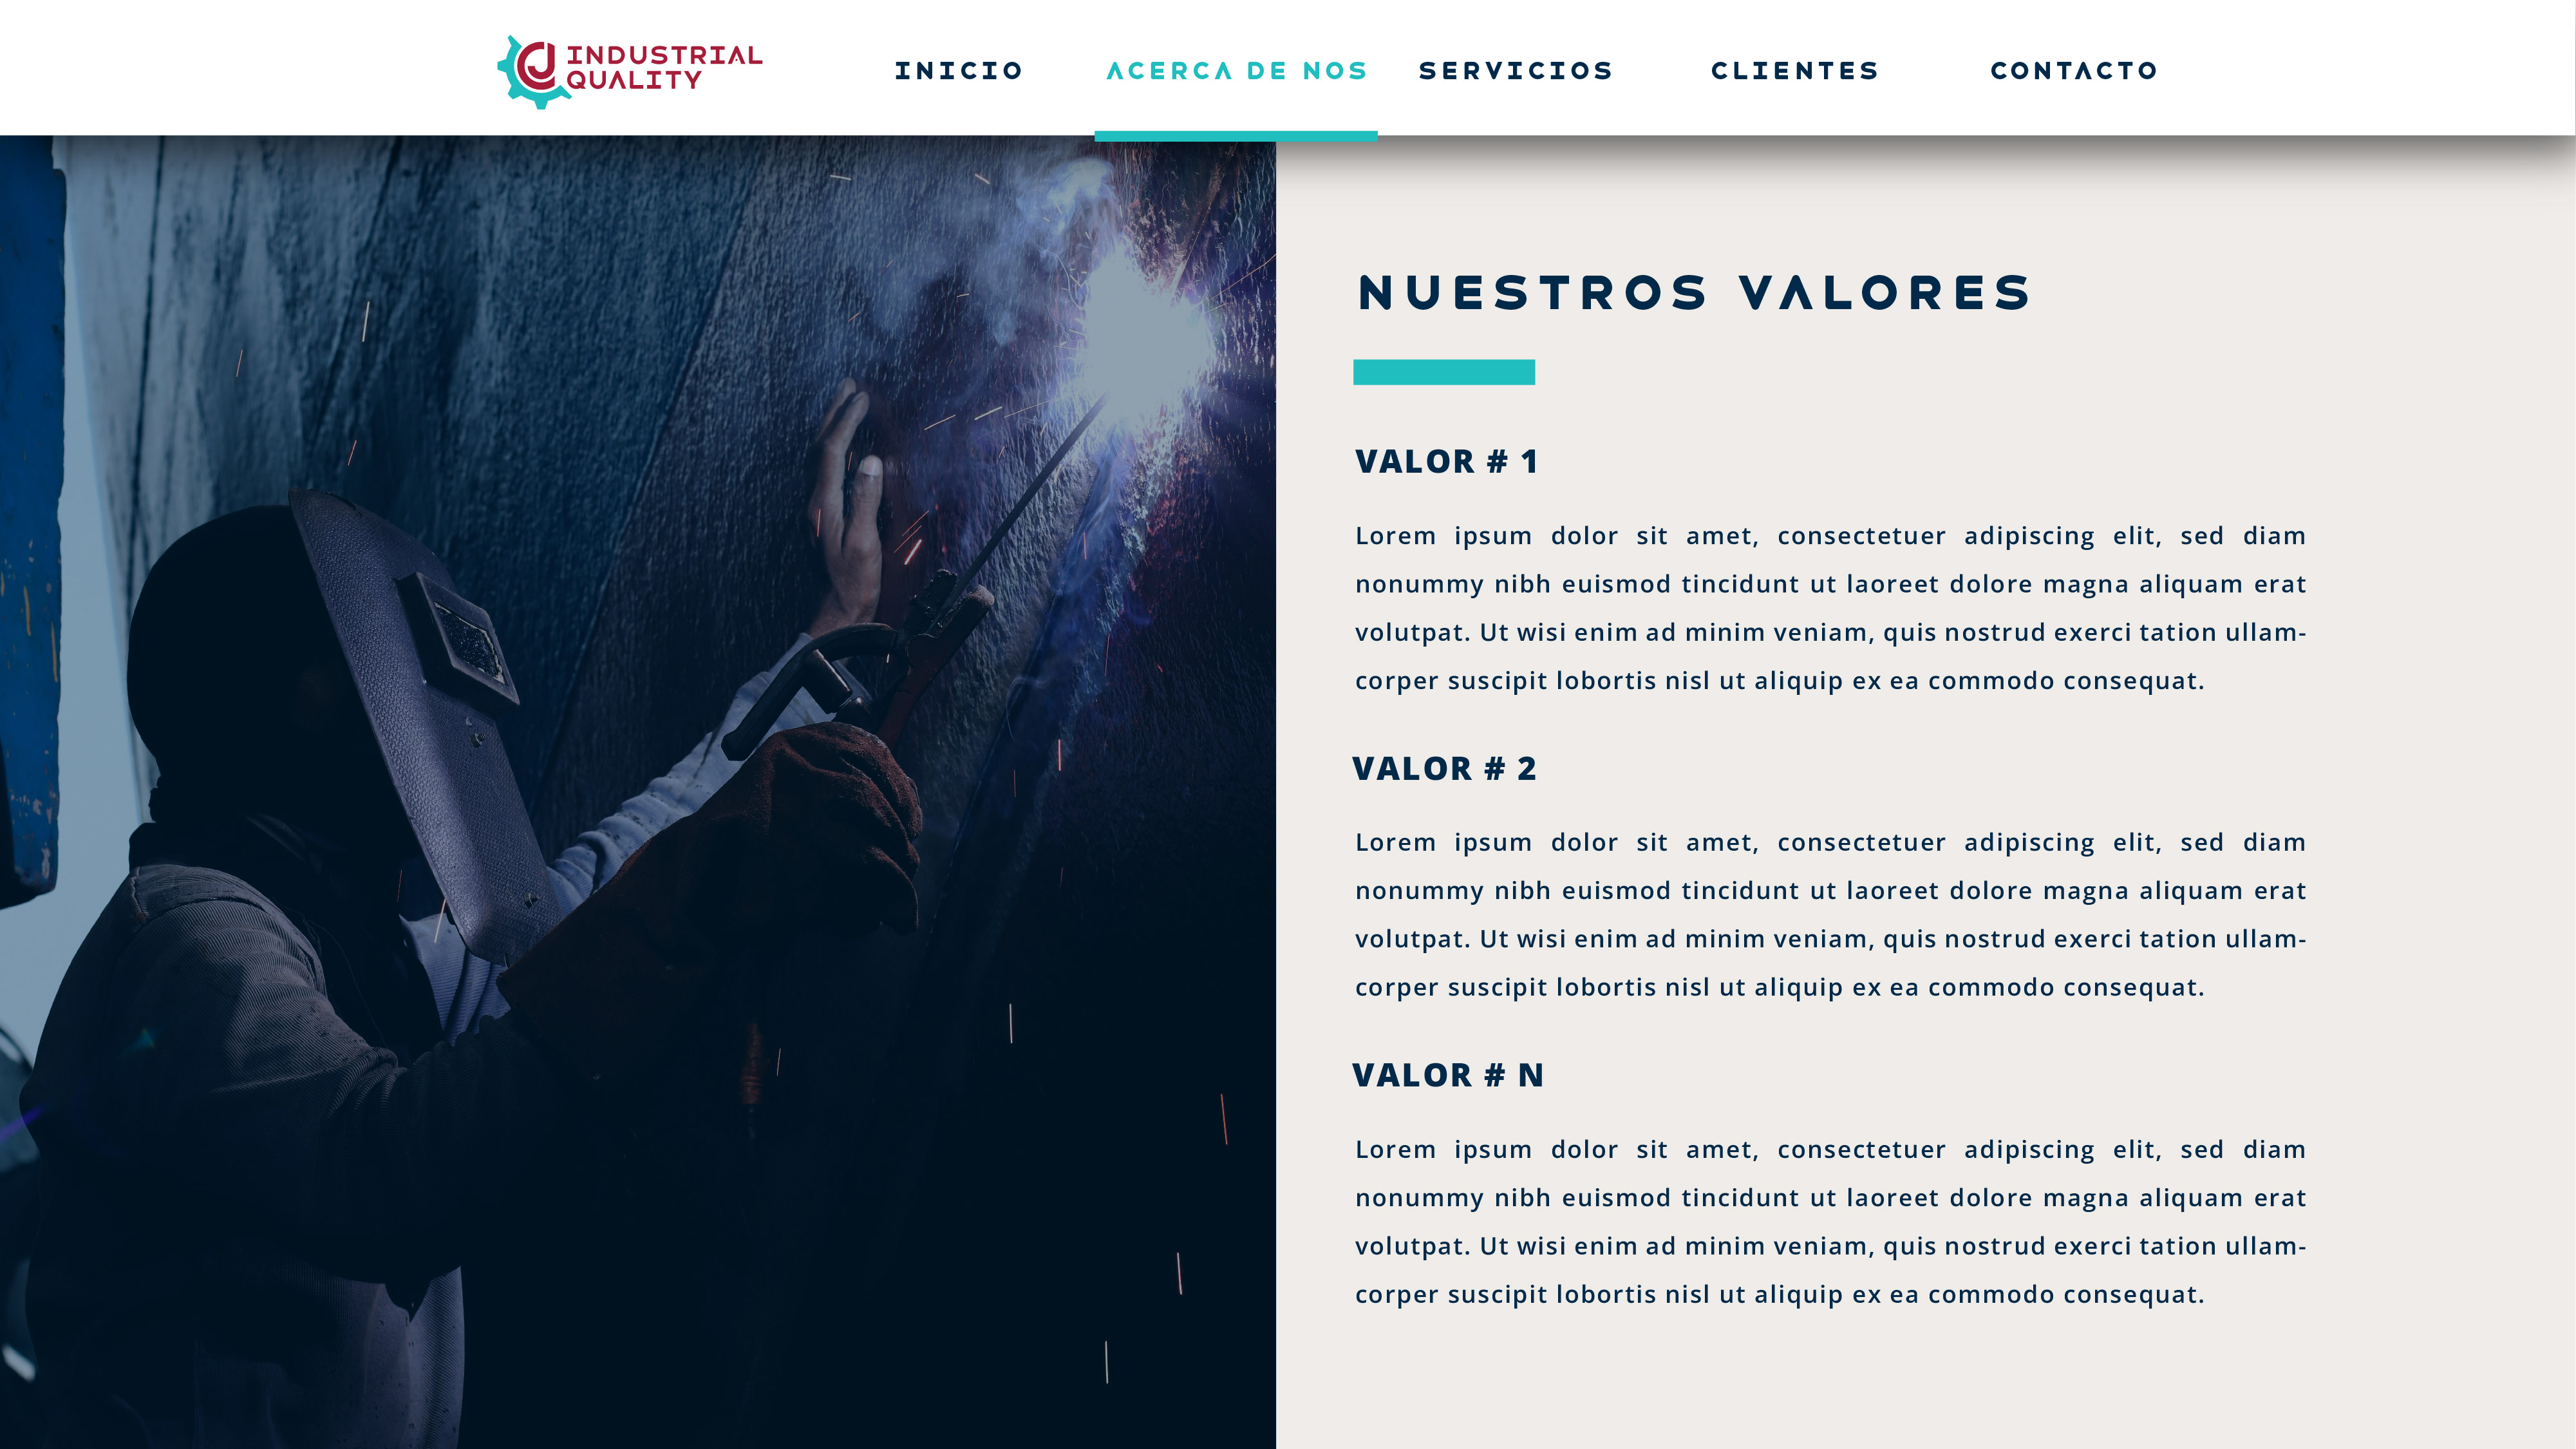 INDUSTRIAL
QUALITY
INICIO
ACERCA DE NOS
SERVICIOS
CLIENTES
CONTACTO
NUESTROS VALORES
VALOR # 1
Lorem ipsum dolor sit amet, consectetuer adipiscing elit, sed diam
nonummy nibh euismod tincidunt ut laoreet dolore magna aliquam erat
volutpat. Ut wisi enim ad minim veniam, quis nostrud exerci tation ullam-
corper suscipit lobortis nisl ut aliquip ex ea commodo consequat.
VALOR # 2
Lorem ipsum dolor sit amet, consectetuer adipiscing elit, sed diam
nonummy nibh euismod tincidunt ut laoreet dolore magna aliquam erat
volutpat. Ut wisi enim ad minim veniam, quis nostrud exerci tation ullam-
corper suscipit lobortis nisl ut aliquip ex ea commodo consequat.
VALOR # N
Lorem ipsum dolor sit amet, consectetuer adipiscing elit, sed diam
nonummy nibh euismod tincidunt ut laoreet dolore magna aliquam erat
volutpat. Ut wisi enim ad minim veniam, quis nostrud exerci tation ullam-
corper suscipit lobortis nisl ut aliquip ex ea commodo consequat.